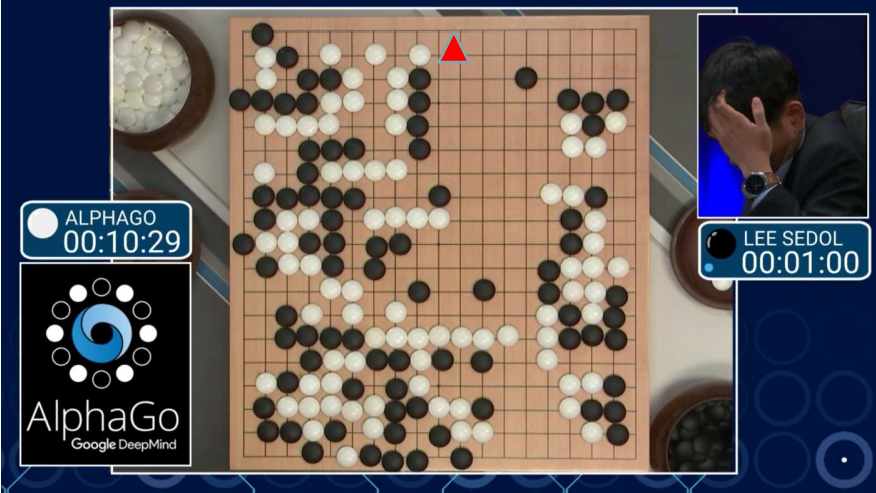 ALPHAGO
00:10:29
LEE SEDOL
00:01:00
AlphaGo
Google DeepMind